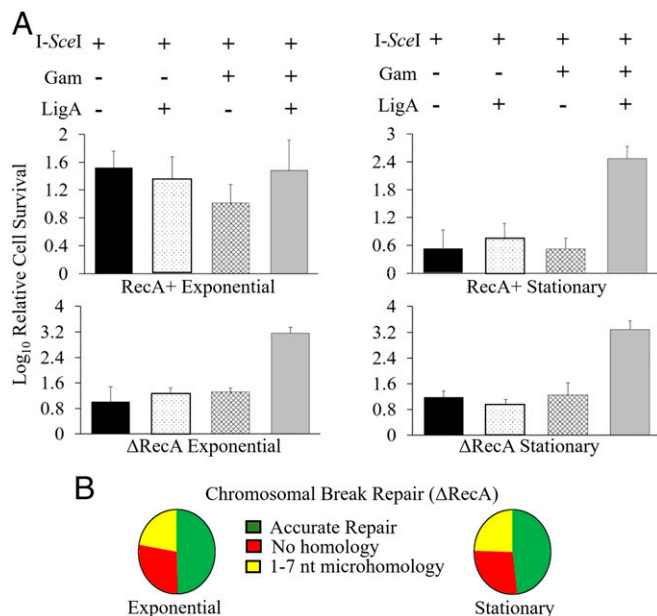 A
I-SceI + + + +
Gam - - + +
LigA - + - +
I-SceI + + + +
Gam - - + +
LigA - + - +
Log10 Relative Cell Survival
2
1.6
1.2
0.8
0.4
0
RecA+ Exponential
3
2.4
1.8
1.2
0.6
0
RecA+ Stationary
4
3.2
2.4
1.6
0.8
0
ΔRecA Exponential
4
3.2
2.4
1.6
0.8
0
ΔRecA Stationary
B
Chromosomal Break Repair (ΔRecA)
Accurate Repair
No homology
1-7 nt microhomology
Exponential
Stationary